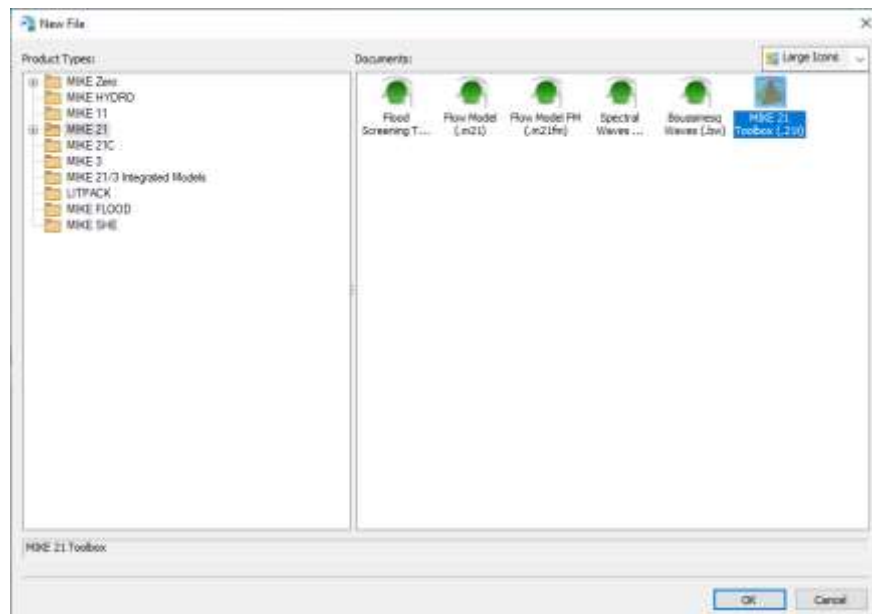 New File
Product Types:
Documents:
Large Icons
MIKE Zero
MIKE HYDRO
MIKE 11
MIKE 21
MIKE 21C
MIKE 3
MIKE 21/3 Integrated Models
LITPACK
MIKE FLOOD
MIKE SHE
Flood
Screening T...
Flow Model
(.m21)
Flow Model FM
(.m21fm)
Spectral
Waves ...
Boussinesq
Waves (.bw)
MIKE 21
Toolbox (.21t)
MIKE 21 Toolbox
OK
Cancel